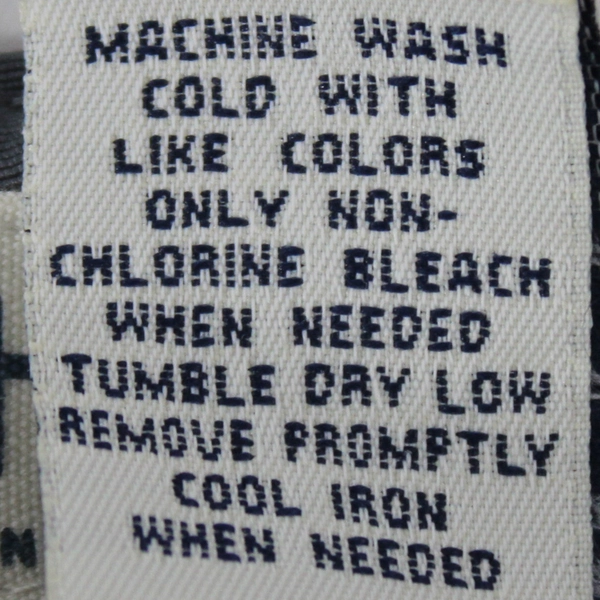 MACHINE WASH
COLD WITH
LIKE COLORS
ONLY NON-
CHLORINE BLEACH
WHEN NEEDED
TUMBLE DRY LOW
REMOVE PROMPTLY
COOL IRON
WHEN NEEDED
N